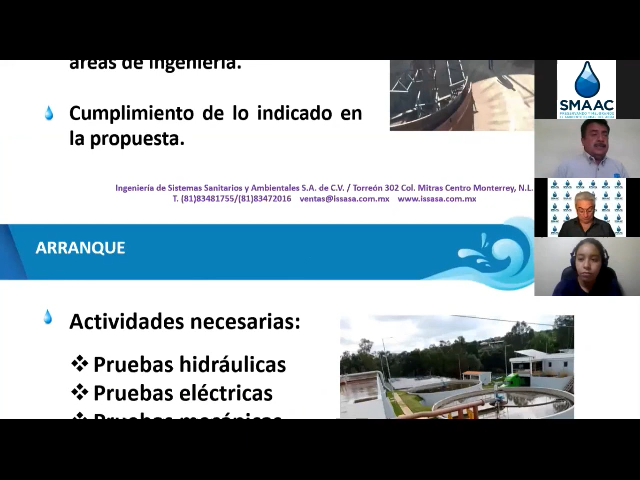 áreas de ingeniería.
Cumplimiento de lo indicado en
la propuesta.
Ingeniería de Sistemas Sanitarios y Ambientales S.A. de C.V. / Torreón 302 Col. Mitras Centro Monterrey, N.L.
T. (81)83481755/(81)83472016 ventas@issasa.com.mx www.issasa.com.mx
ARRANQUE
Actividades necesarias:
❖ Pruebas hidráulicas
❖ Pruebas eléctricas
❖ Pruebas mecánicas
SMAAC